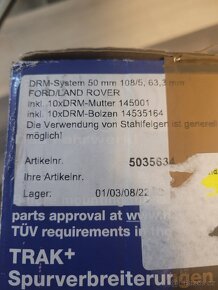 DRM-System 50 mm 108/5, 63,3 mm
FORD/LAND ROVER
inkl. 10xDRM-Mutter 145001
inkl. 10xDRM-Bolzen 14535164
Die Verwendung von Stahlfelgen ist generell
möglich!
Artikelnr. 5035634
Ihre Artikelnr.
Lager: 01/03/08/22
parts approval at www.
TÜV requirements in the
TRAK+
Spurverbreiterungen